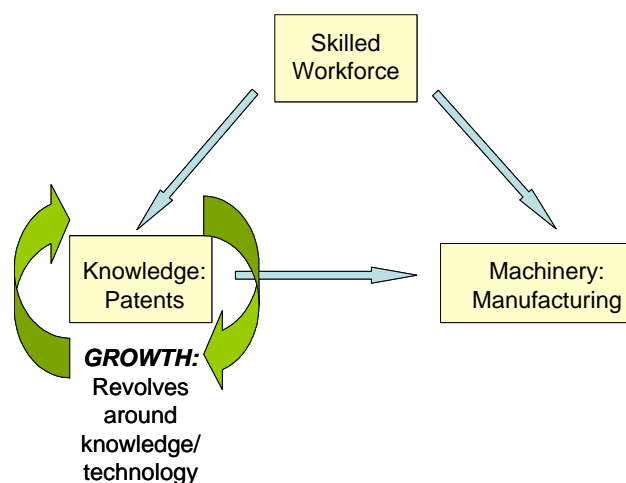 Skilled
Workforce
Knowledge:
Patents
Machinery:
Manufacturing
GROWTH:
Revolves
around
knowledge/
technology